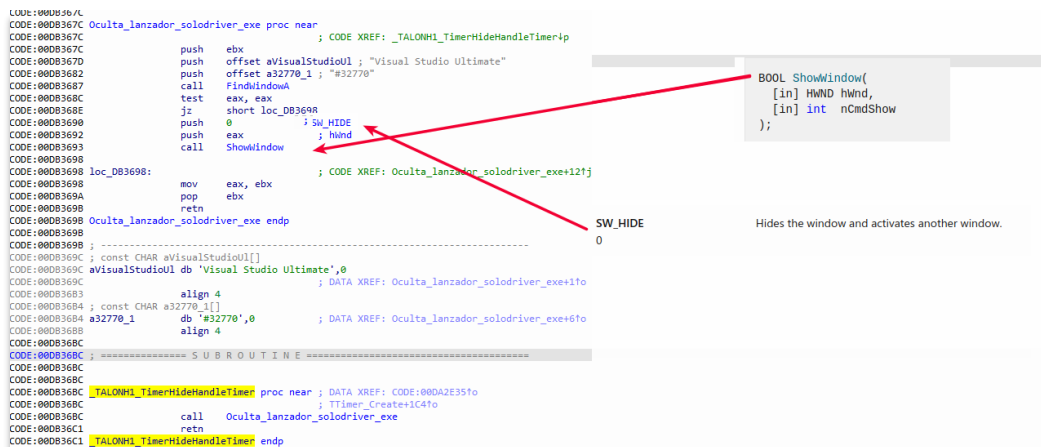 CODE:00DB367C
CODE:00DB367C Oculta_lanzador_solodriver_exe proc near
CODE:00DB367C ; CODE XREF: _TALONH1_TimerHideHandleTimer↓p
CODE:00DB367C push ebx
CODE:00DB367D push offset aVisualStudioUl ; "Visual Studio Ultimate"
CODE:00DB3682 push offset a32770_1 ; "#32770"
CODE:00DB3687 call FindWindowA
CODE:00DB368C test eax, eax
CODE:00DB368E jz short loc_DB3698
CODE:00DB3690 push 0 ; SW_HIDE
CODE:00DB3692 push eax ; hWnd
CODE:00DB3693 call ShowWindow
CODE:00DB3698
CODE:00DB3698 loc_DB3698: ; CODE XREF: Oculta_lanzador_solodriver_exe+12↑j
CODE:00DB3698 mov eax, ebx
CODE:00DB369A pop ebx
CODE:00DB369B retn
CODE:00DB369B Oculta_lanzador_solodriver_exe endp
CODE:00DB369B
CODE:00DB369B ; ---------------------------------------------------------------------------
CODE:00DB369C ; const CHAR aVisualStudioUl[]
CODE:00DB369C aVisualStudioUl db 'Visual Studio Ultimate',0
CODE:00DB369C ; DATA XREF: Oculta_lanzador_solodriver_exe+1↑o
CODE:00DB36B3 align 4
CODE:00DB36B4 ; const CHAR a32770_1[]
CODE:00DB36B4 a32770_1 db '#32770',0 ; DATA XREF: Oculta_lanzador_solodriver_exe+6↑o
CODE:00DB36BB align 4
CODE:00DB36BC
CODE:00DB36BC ; =============== S U B R O U T I N E =======================================
CODE:00DB36BC
CODE:00DB36BC
CODE:00DB36BC _TALONH1_TimerHideHandleTimer proc near ; DATA XREF: CODE:00DA2E35↑o
CODE:00DB36BC ; TTimer_Create+1C4↑o
CODE:00DB36BC call Oculta_lanzador_solodriver_exe
CODE:00DB36C1 retn
CODE:00DB36C1 _TALONH1_TimerHideHandleTimer endp
BOOL ShowWindow(
[in] HWND hWnd,
[in] int nCmdShow
);
SW_HIDE Hides the window and activates another window.
0